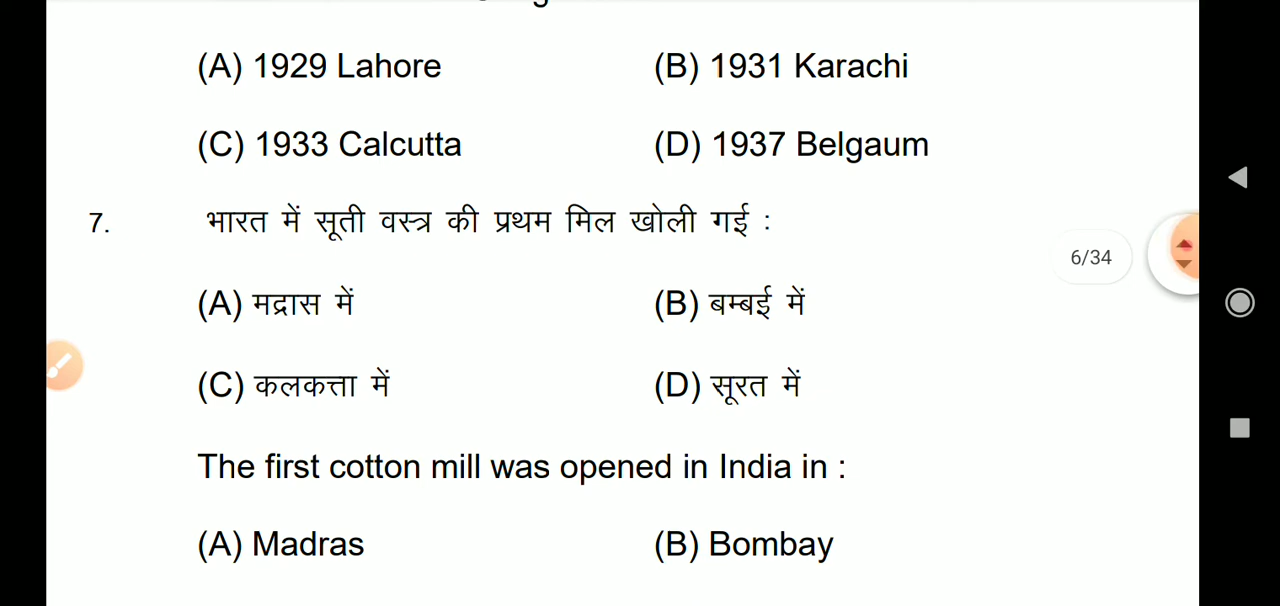 (A) 1929 Lahore (B) 1931 Karachi
(C) 1933 Calcutta (D) 1937 Belgaum
7. भारत में सूती वस्त्र की प्रथम मिल खोली गई :
6/34
(A) मद्रास में (B) बम्बई में
(C) कलकत्ता में (D) सूरत में
The first cotton mill was opened in India in :
(A) Madras (B) Bombay